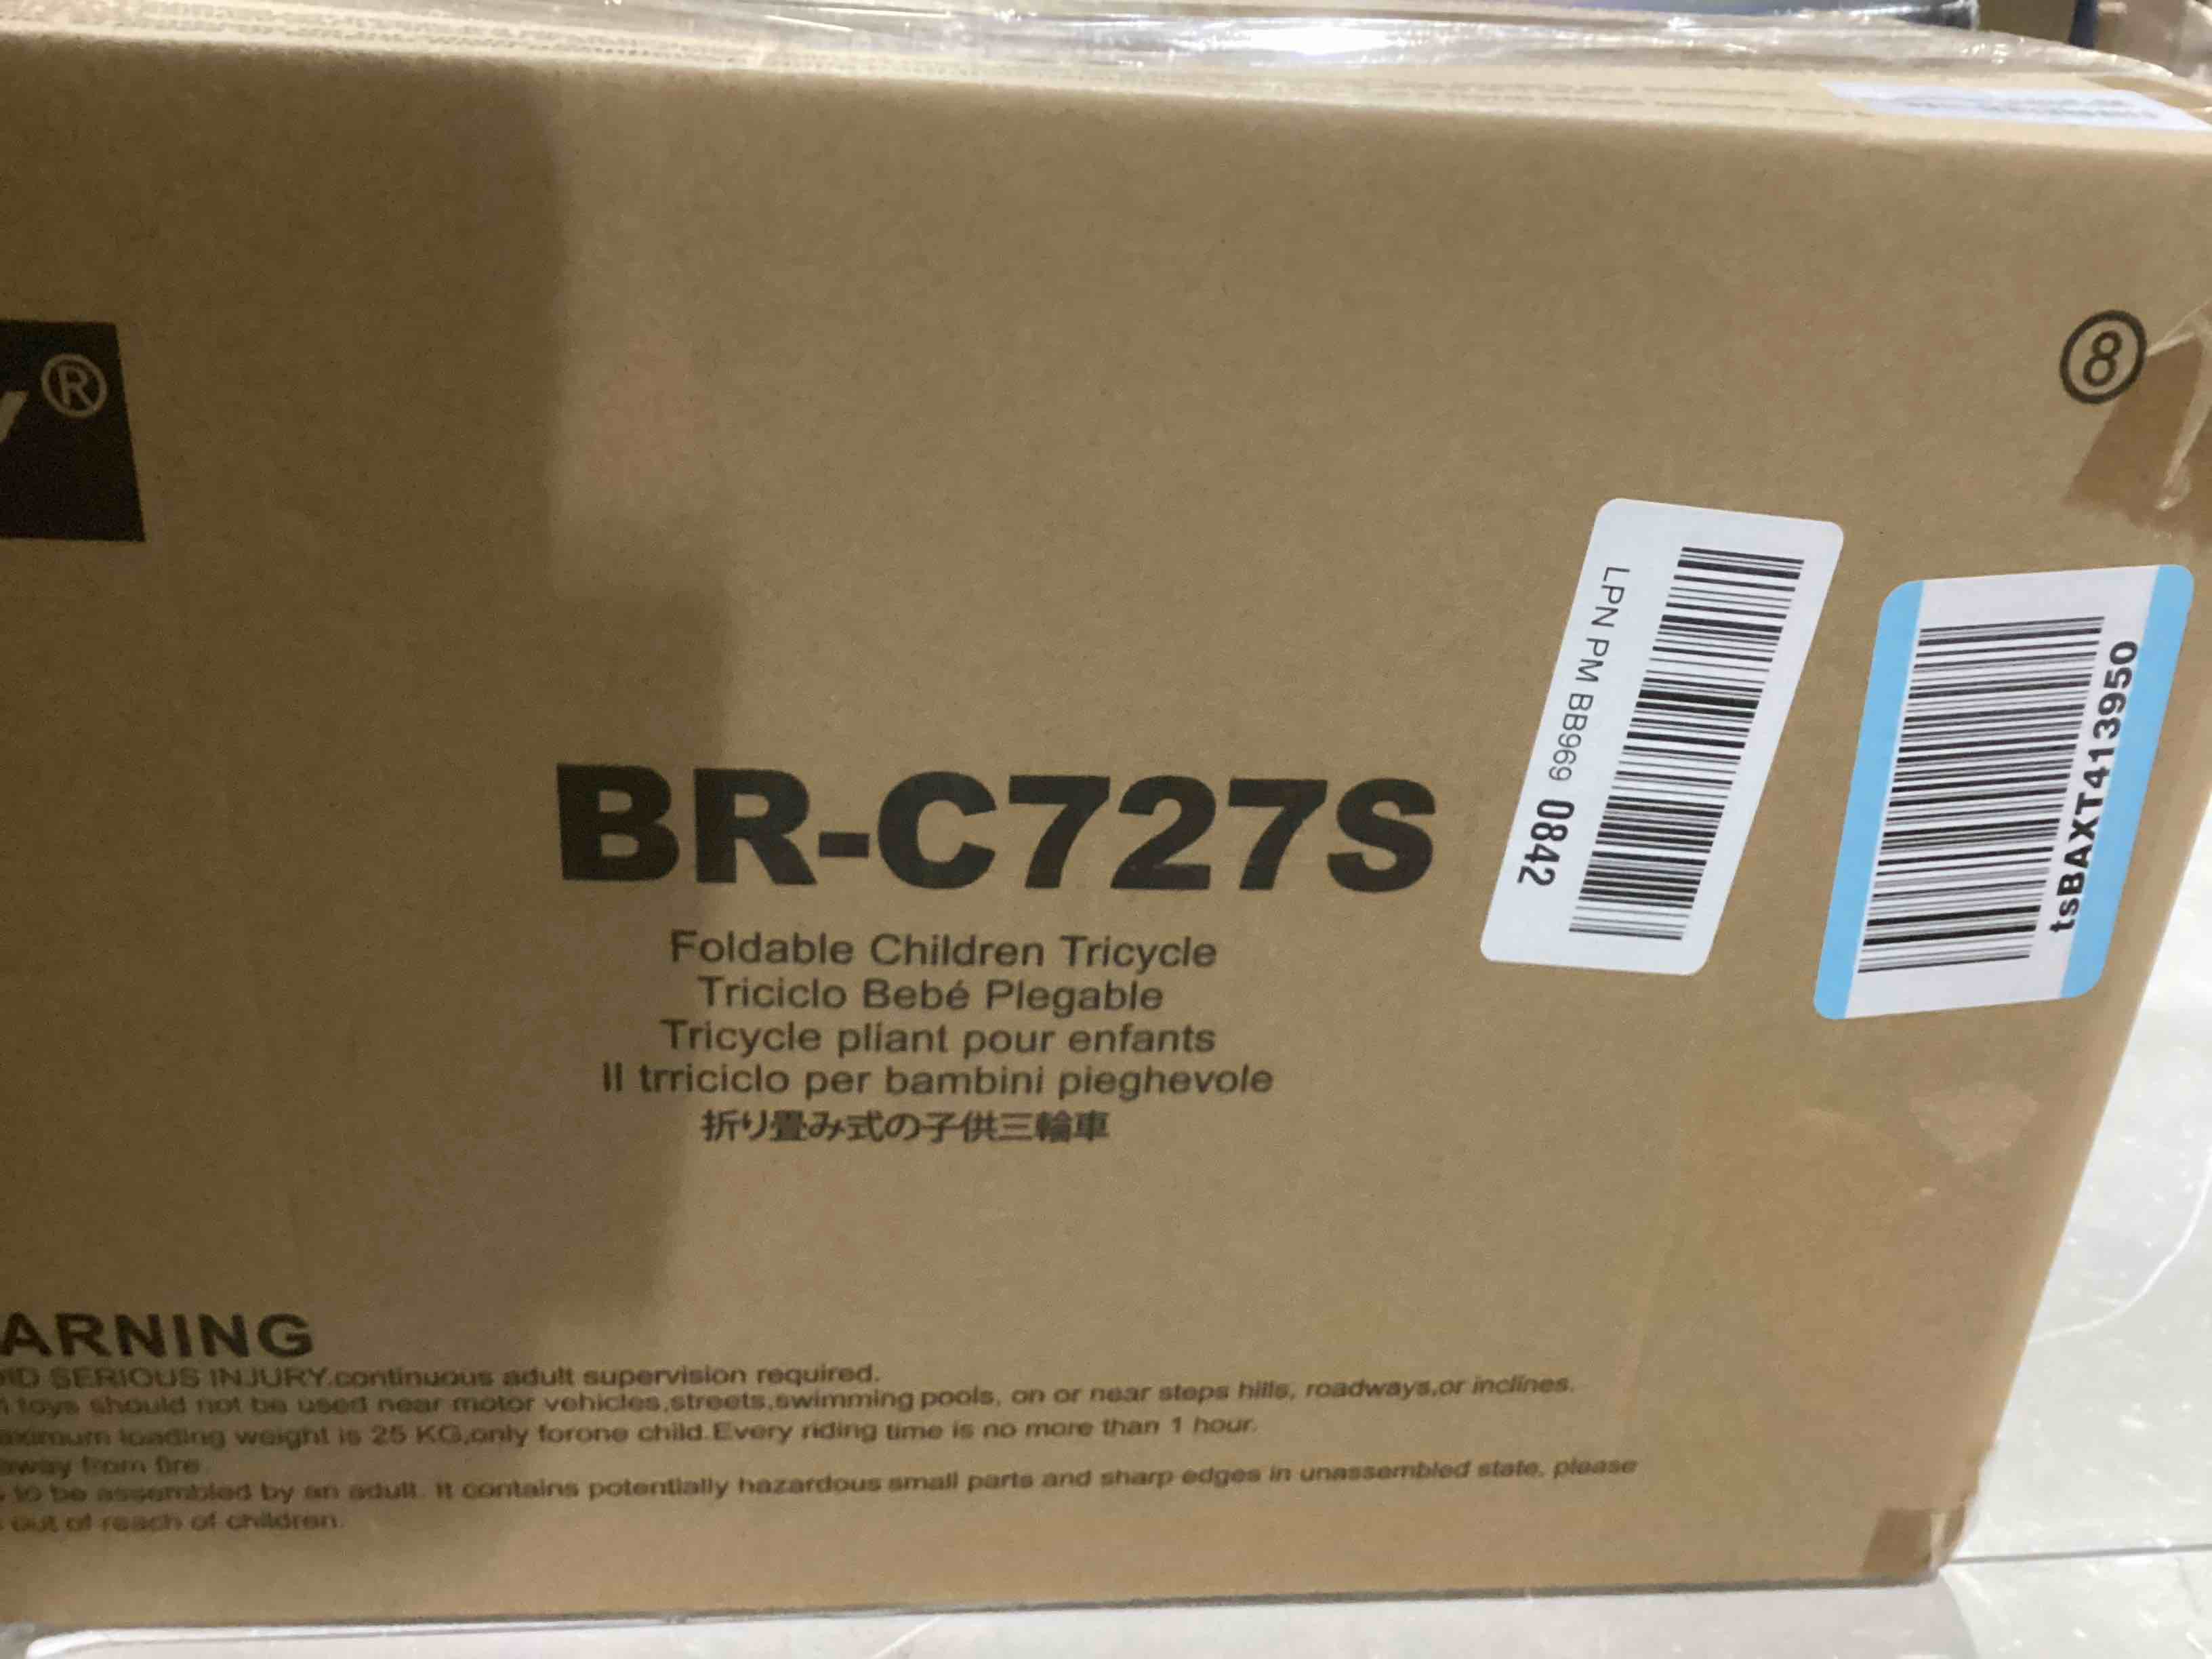 ®
8
LPN PM BB969 0842
tsBAXT413950
BR-C727S
Foldable Children Tricycle
Triciclo Bebé Plegable
Tricycle pliant pour enfants
Il trriciclo per bambini pieghevole
折り畳み式の子供三輪車
ARNING
SERIOUS INJURY.continuous adult supervision required.
toys should not be used near motor vehicles,streets,swimming pools, on or near steps hills, roadways,or inclines.
loading weight is 25 KG,only forone child.Every riding time is no more than 1 hour.
away from fire
to be assembled by an adult. It contains potentially hazardous small parts and sharp edges in unassembled state, please
out of reach of children.